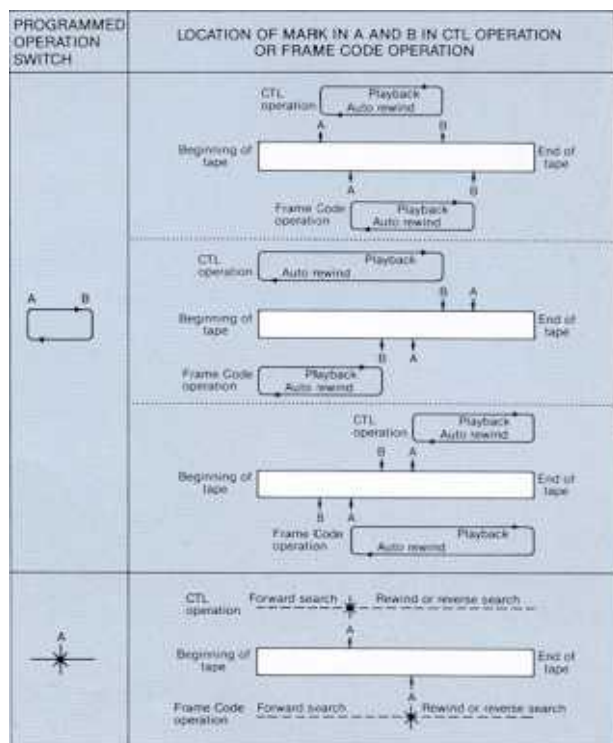 PROGRAMMED
OPERATION
SWITCH
LOCATION OF MARK IN A AND B IN CTL OPERATION
OR FRAME CODE OPERATION
CTL
operation
Playback
Auto rewind
A
B
Beginning of
tape
End of
tape
A
B
Frame Code
operation
Playback
Auto rewind
A B
CTL
operation
Playback
Auto rewind
B A
Beginning of
tape
End of
tape
B A
Frame Code
operation
Playback
Auto rewind
CTL
operation
Playback
Auto rewind
B A
Beginning of
tape
End of
tape
B A
Frame Code
operation
Playback
Auto rewind
A
CTL
operation
Forward search
Rewind or reverse search
A
Beginning of
tape
End of
tape
A
Frame Code
operation
Forward search
Rewind or reverse search